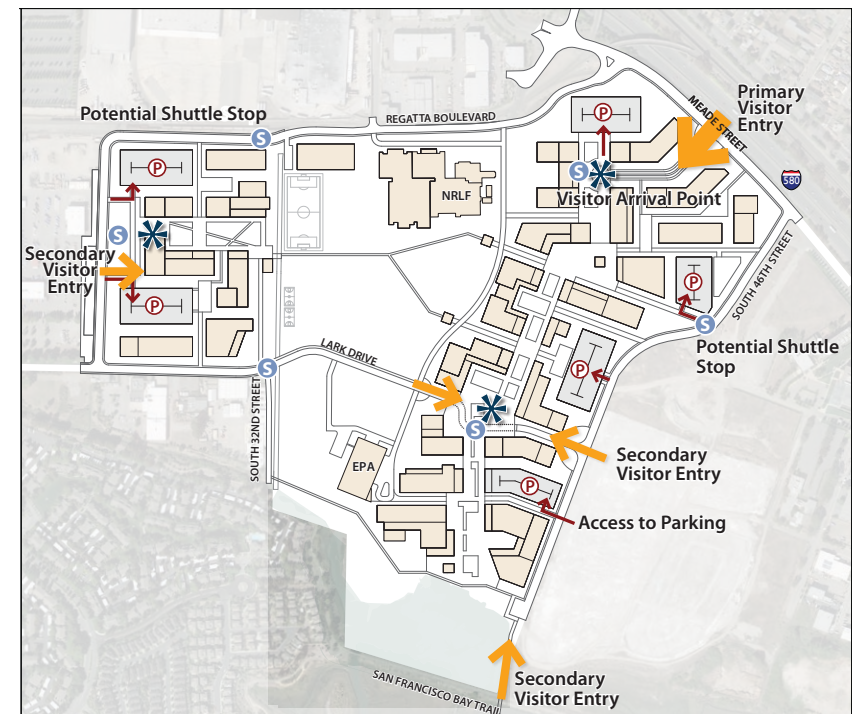 Primary
Visitor
Entry
MEADE STREET
Potential Shuttle Stop
REGATTA BOULEVARD
P
S
P
S
580
P
NRLF
Visitor Arrival Point
S
Secondary
Visitor
Entry
P
P
SOUTH 46TH STREET
S
Potential Shuttle
Stop
LARK DRIVE
S
P
SOUTH 32ND STREET
S
Secondary
Visitor Entry
EPA
P
Access to Parking
SAN FRANCISCO BAY TRAIL
Secondary
Visitor Entry